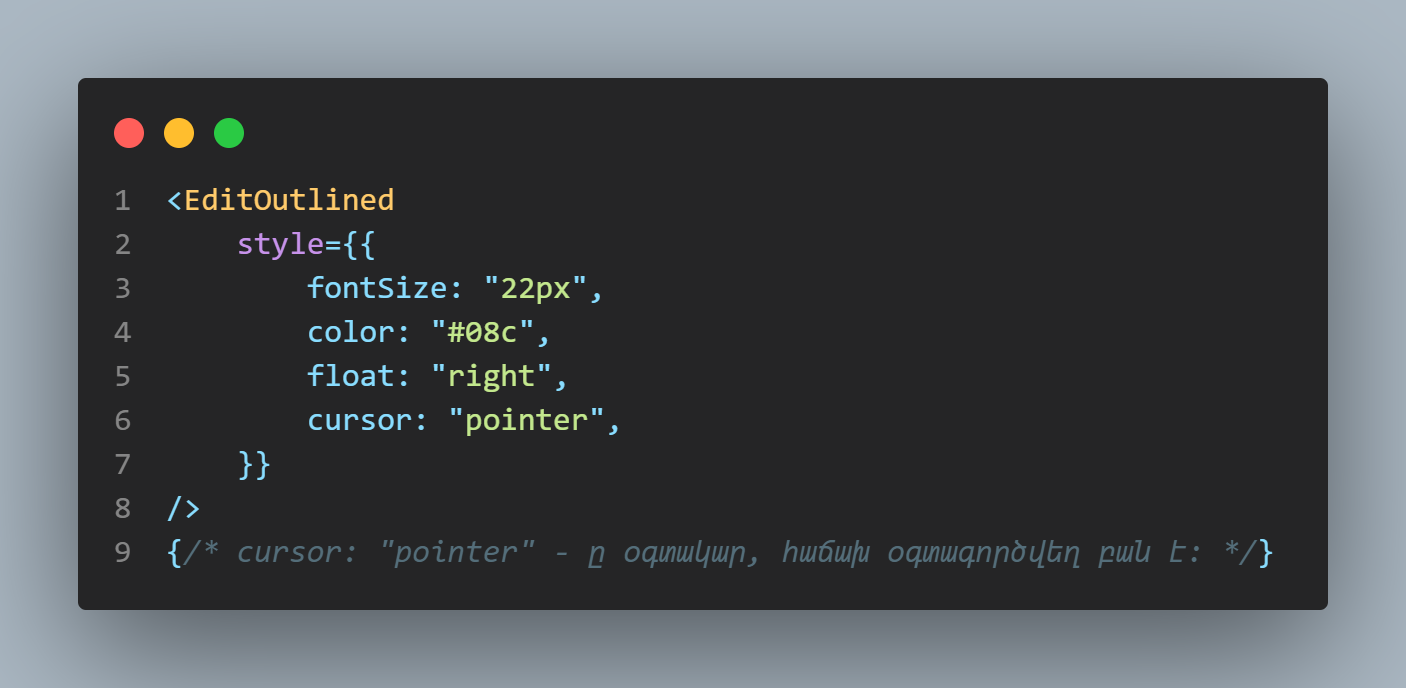 1 <EditOutlined
2 style={{
3 fontSize: "22px",
4 color: "#08c",
5 float: "right",
6 cursor: "pointer",
7 }}
8 />
9 {/* cursor: "pointer" - ը օգտակար, հաճախ օգտագործվեղ բան է: */}